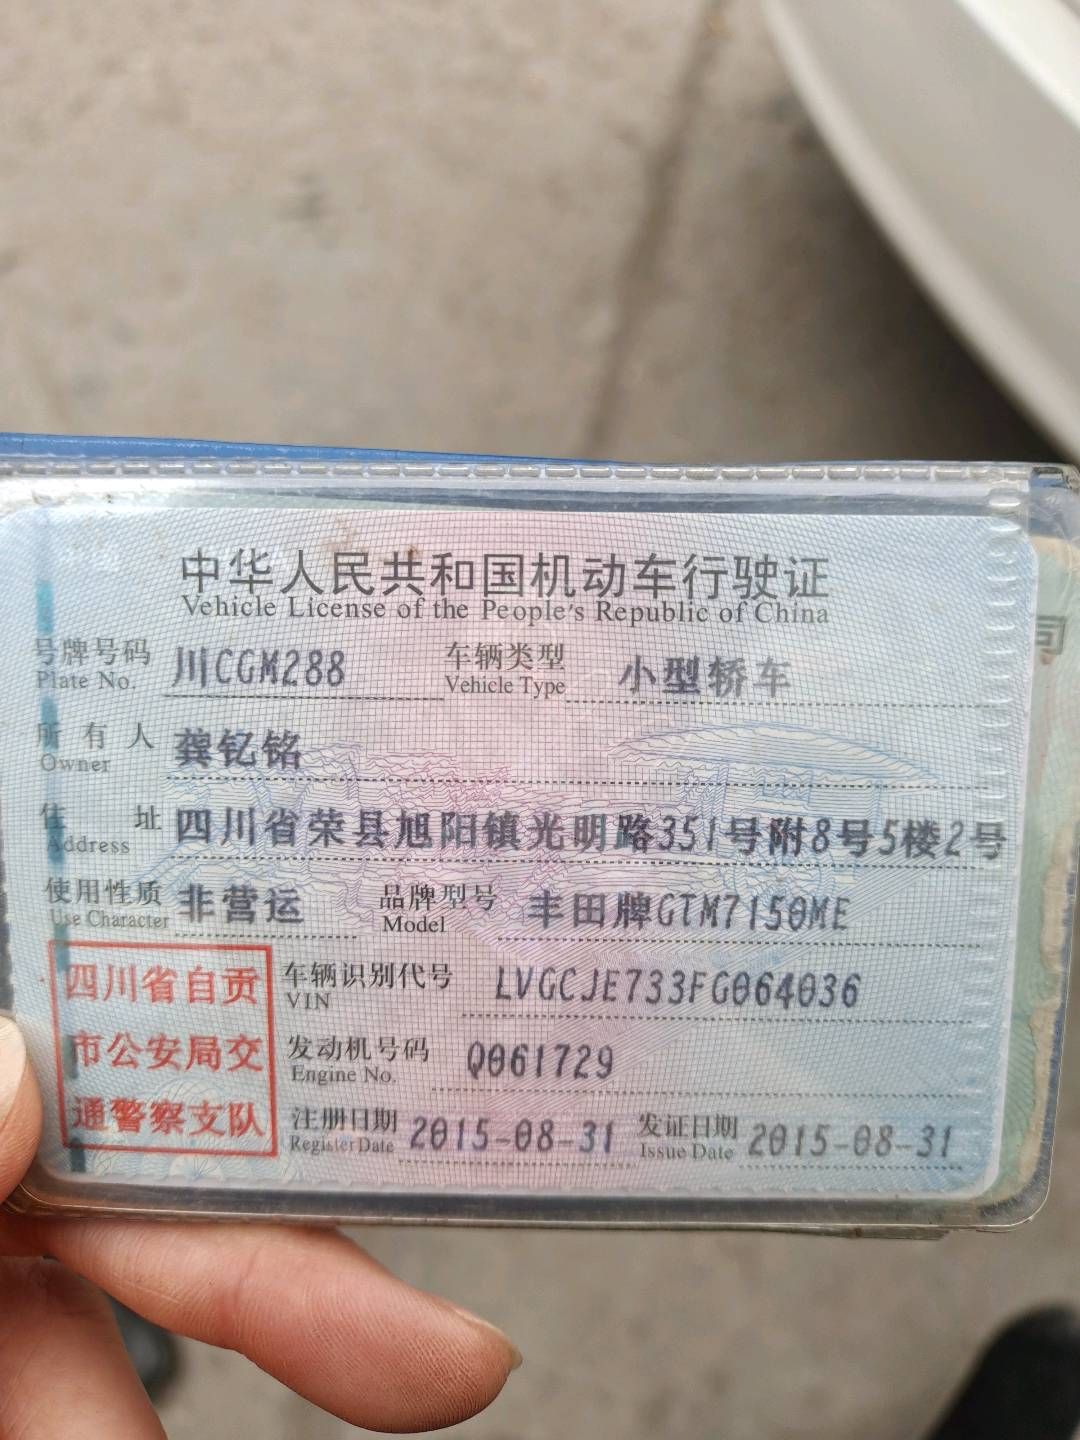 中华人民共和国机动车行驶证
Vehicle License of the People's Republic of China
号牌号码 川CGM288 车辆类型 小型轿车
Plate No. Vehicle Type
所有人 龚钇铭
Owner
住址 四川省荣县旭阳镇光明路351号附8号5楼2号
Address
使用性质 非营运 品牌型号 丰田牌GTM7150ME
Use Character Model
四川省自贡
市公安局交
通警察支队
车辆识别代号 LVGCJE733FG064036
VIN
发动机号码 Q061729
Engine No.
注册日期 2015-08-31 发证日期 2015-08-31
Register Date Issue Date
司